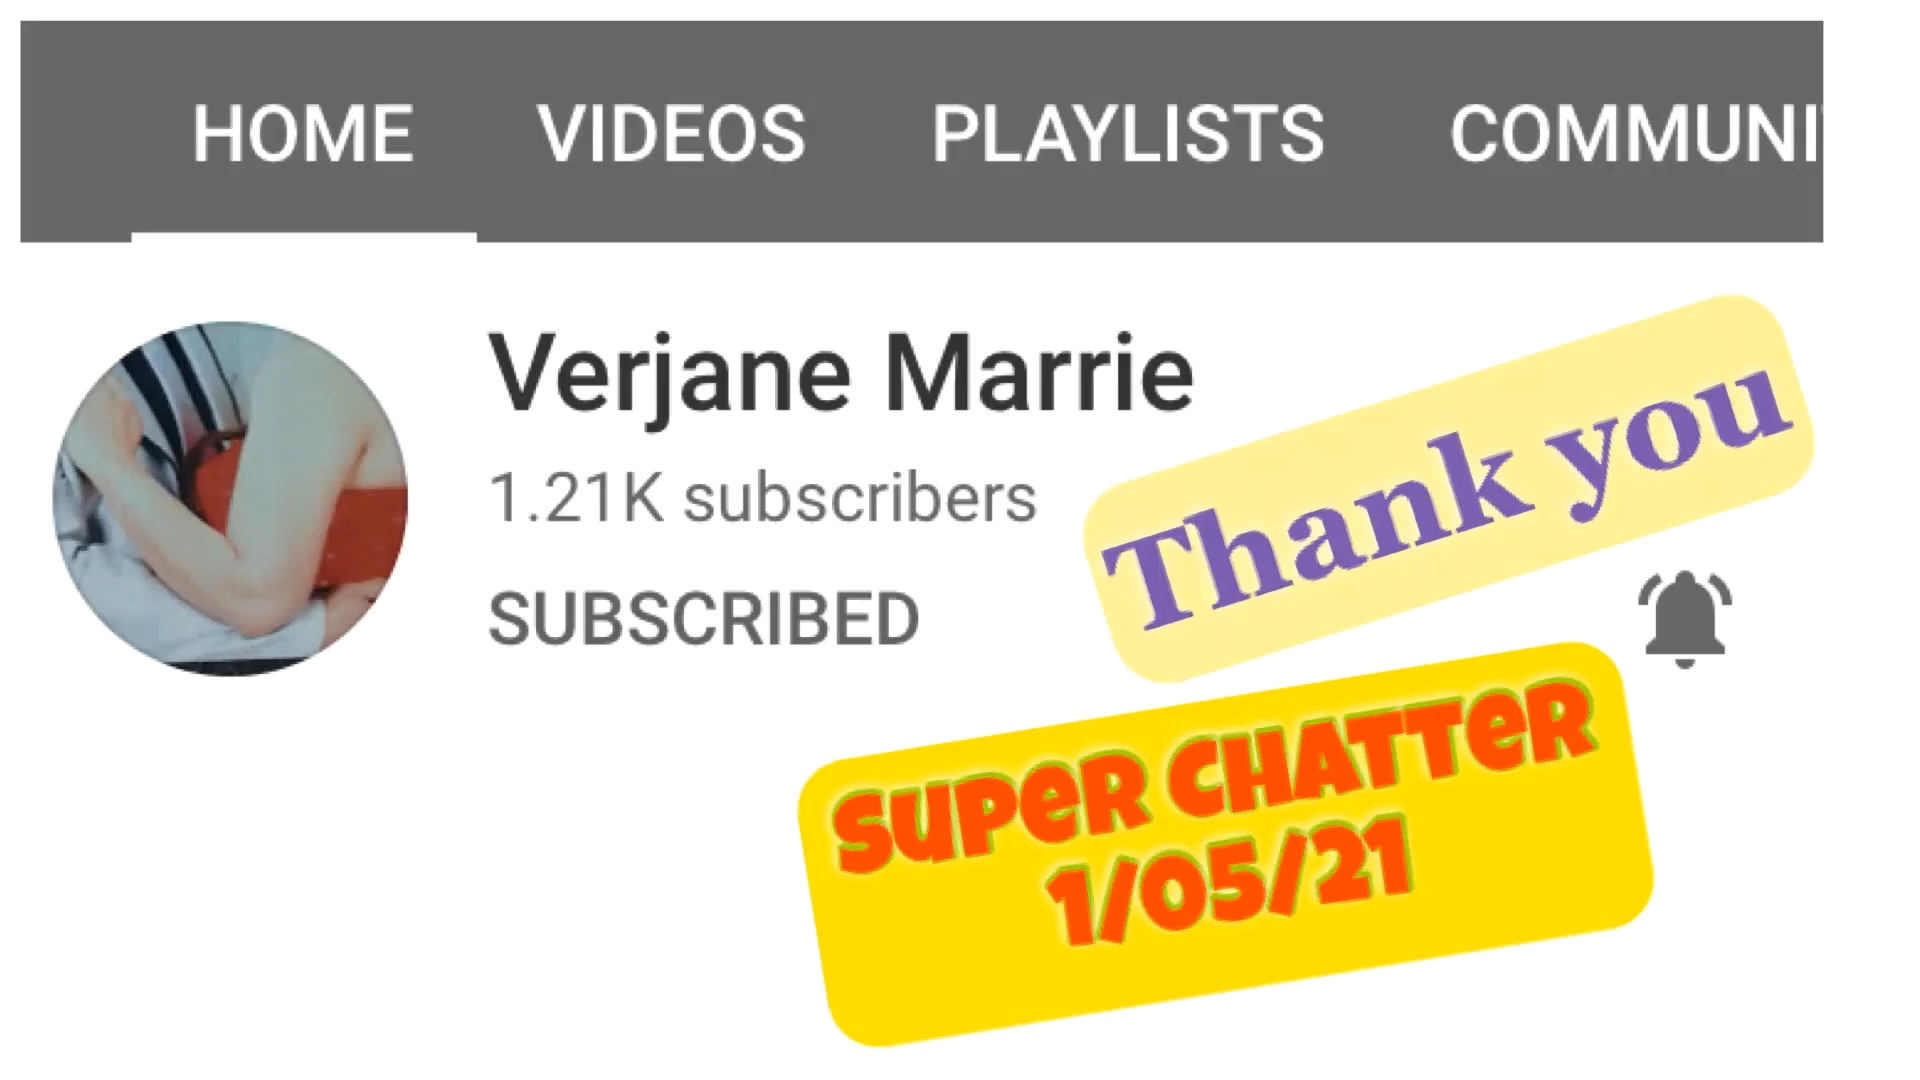 HOME VIDEOS PLAYLISTS COMMUNI
Verjane Marrie
1.21K subscribers
SUBSCRIBED
Thank you
SUPeR CHATTeR
1/05/21